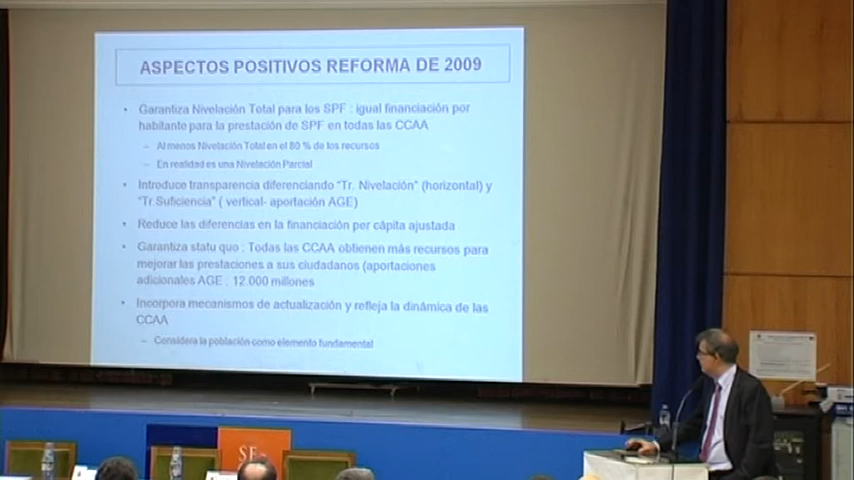 ASPECTOS POSITIVOS REFORMA DE 2009
• Garantiza Nivelación Total para los SPF : igual financiación por
habitante para la prestación de SPF en todas las CCAA
– Al menos Nivelación Total en el 80 % de los recursos
– En realidad es una Nivelación Parcial
• Introduce transparencia diferenciando “Tr. Nivelación” (horizontal) y
“Tr.Suficiencia” ( vertical- aportación AGE)
• Reduce las diferencias en la financiación per cápita ajustada
• Garantiza statu quo : Todas las CCAA obtienen más recursos para
mejorar las prestaciones a sus ciudadanos (aportaciones
adicionales AGE : 12.000 millones
• Incorpora mecanismos de actualización y refleja la dinámica de las
CCAA
– Considera la población como elemento fundamental